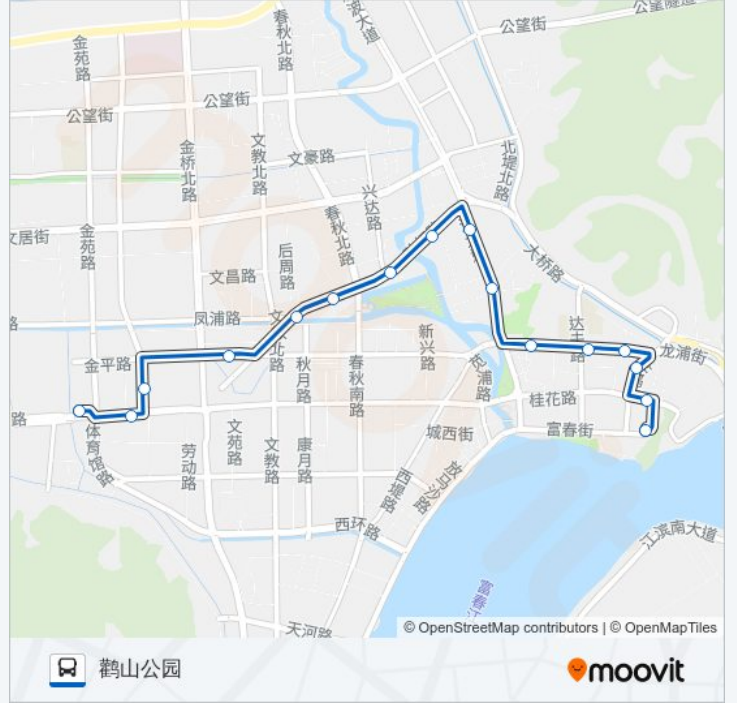 公望街
公望隧道
波大道
春秋北路
金苑路
公望街
公望街
金桥北路
文教北路
文豪路
北堤北路
兴达路
春秋北路
金苑路
文居街
后周路
大桥路
文昌路
凤浦路
路
达王路
新兴路
龙浦街
金平路
秋月路
春秋南路
苋浦路
桂花路
路
体育馆路
文苑路
城西街
富春街
劳动路
文教路
康月路
西堤路
西环路
江滨南大道
天河路
© OpenStreetMap contributors | © OpenMapTiles
鹳山公园
moovit